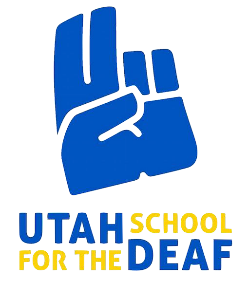 UTAH SCHOOL
FOR THE DEAF